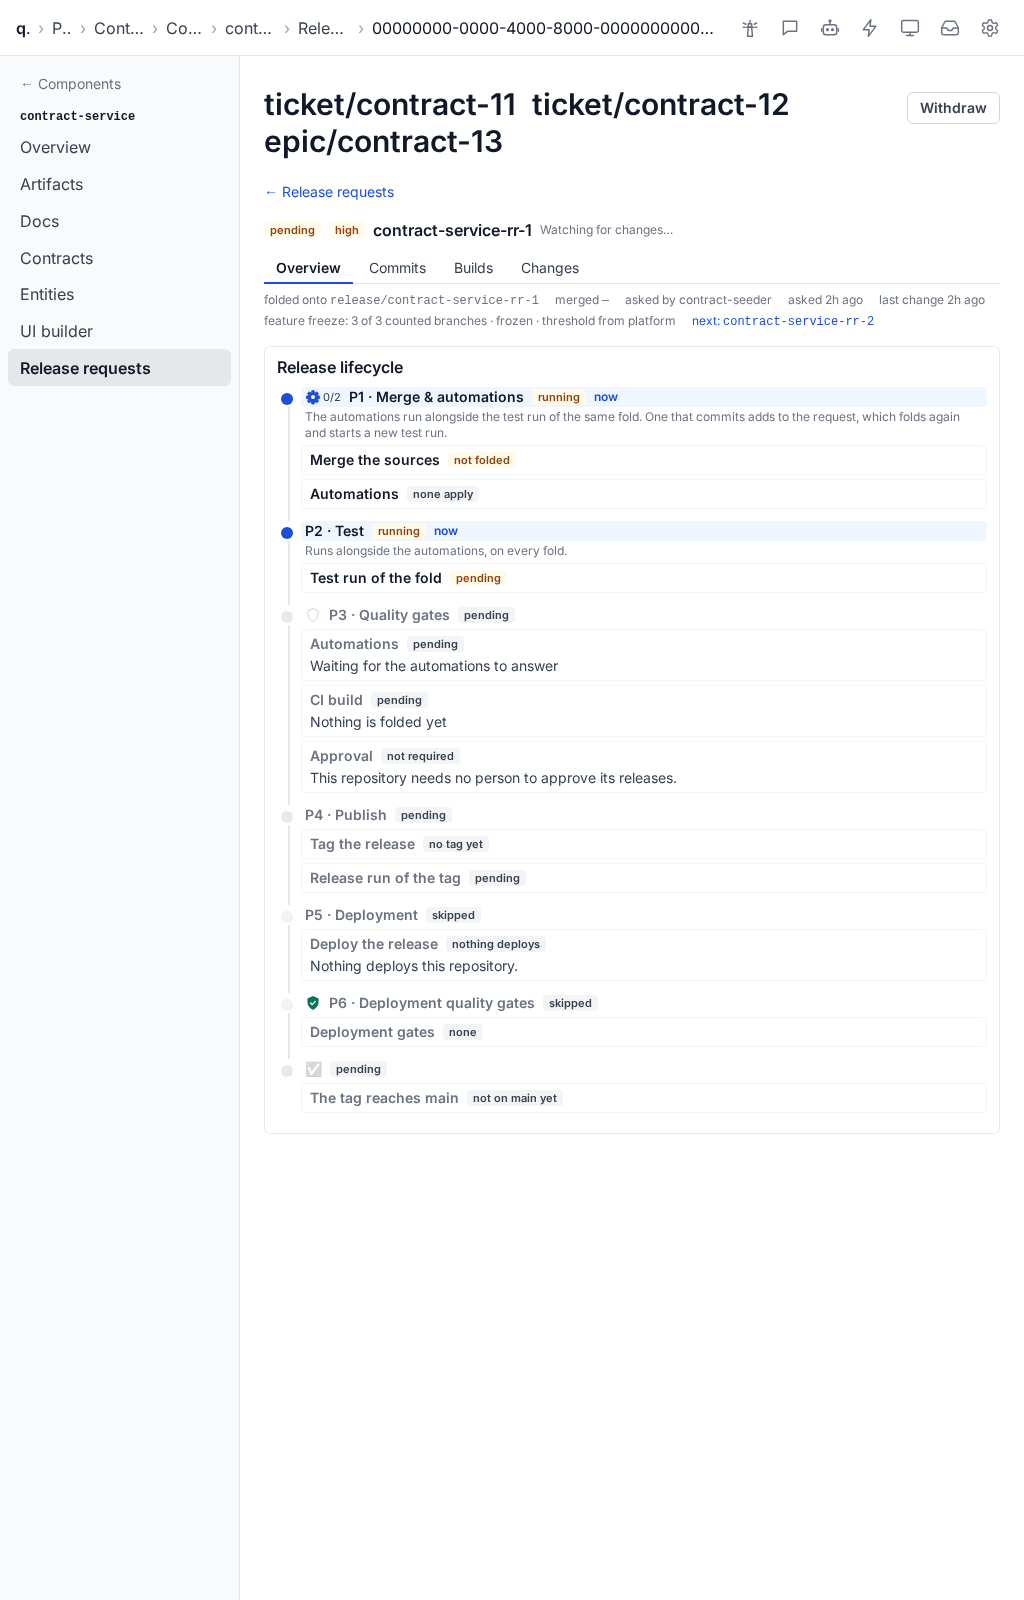 q. › P.. › Cont... › Co... › cont... › Rele... › 00000000-0000-4000-8000-0000000000...
← Components
contract-service
Overview
Artifacts
Docs
Contracts
Entities
UI builder
Release requests
ticket/contract-11 ticket/contract-12
epic/contract-13
Withdraw
← Release requests
pending high contract-service-rr-1 Watching for changes...
Overview Commits Builds Changes
folded onto release/contract-service-rr-1 merged — asked by contract-seeder asked 2h ago last change 2h ago
feature freeze: 3 of 3 counted branches · frozen · threshold from platform next: contract-service-rr-2
Release lifecycle
0/2 P1 · Merge & automations running now
The automations run alongside the test run of the same fold. One that commits adds to the request, which folds again
and starts a new test run.
Merge the sources not folded
Automations none apply
P2 · Test running now
Runs alongside the automations, on every fold.
Test run of the fold pending
P3 · Quality gates pending
Automations pending
Waiting for the automations to answer
CI build pending
Nothing is folded yet
Approval not required
This repository needs no person to approve its releases.
P4 · Publish pending
Tag the release no tag yet
Release run of the tag pending
P5 · Deployment skipped
Deploy the release nothing deploys
Nothing deploys this repository.
P6 · Deployment quality gates skipped
Deployment gates none
pending
The tag reaches main not on main yet